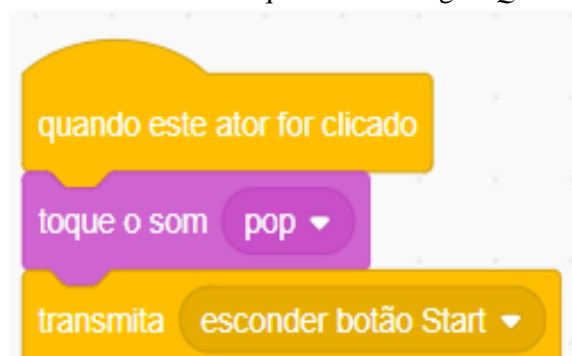 quando este ator for clicado
toque o som pop
transmita esconder botão Start